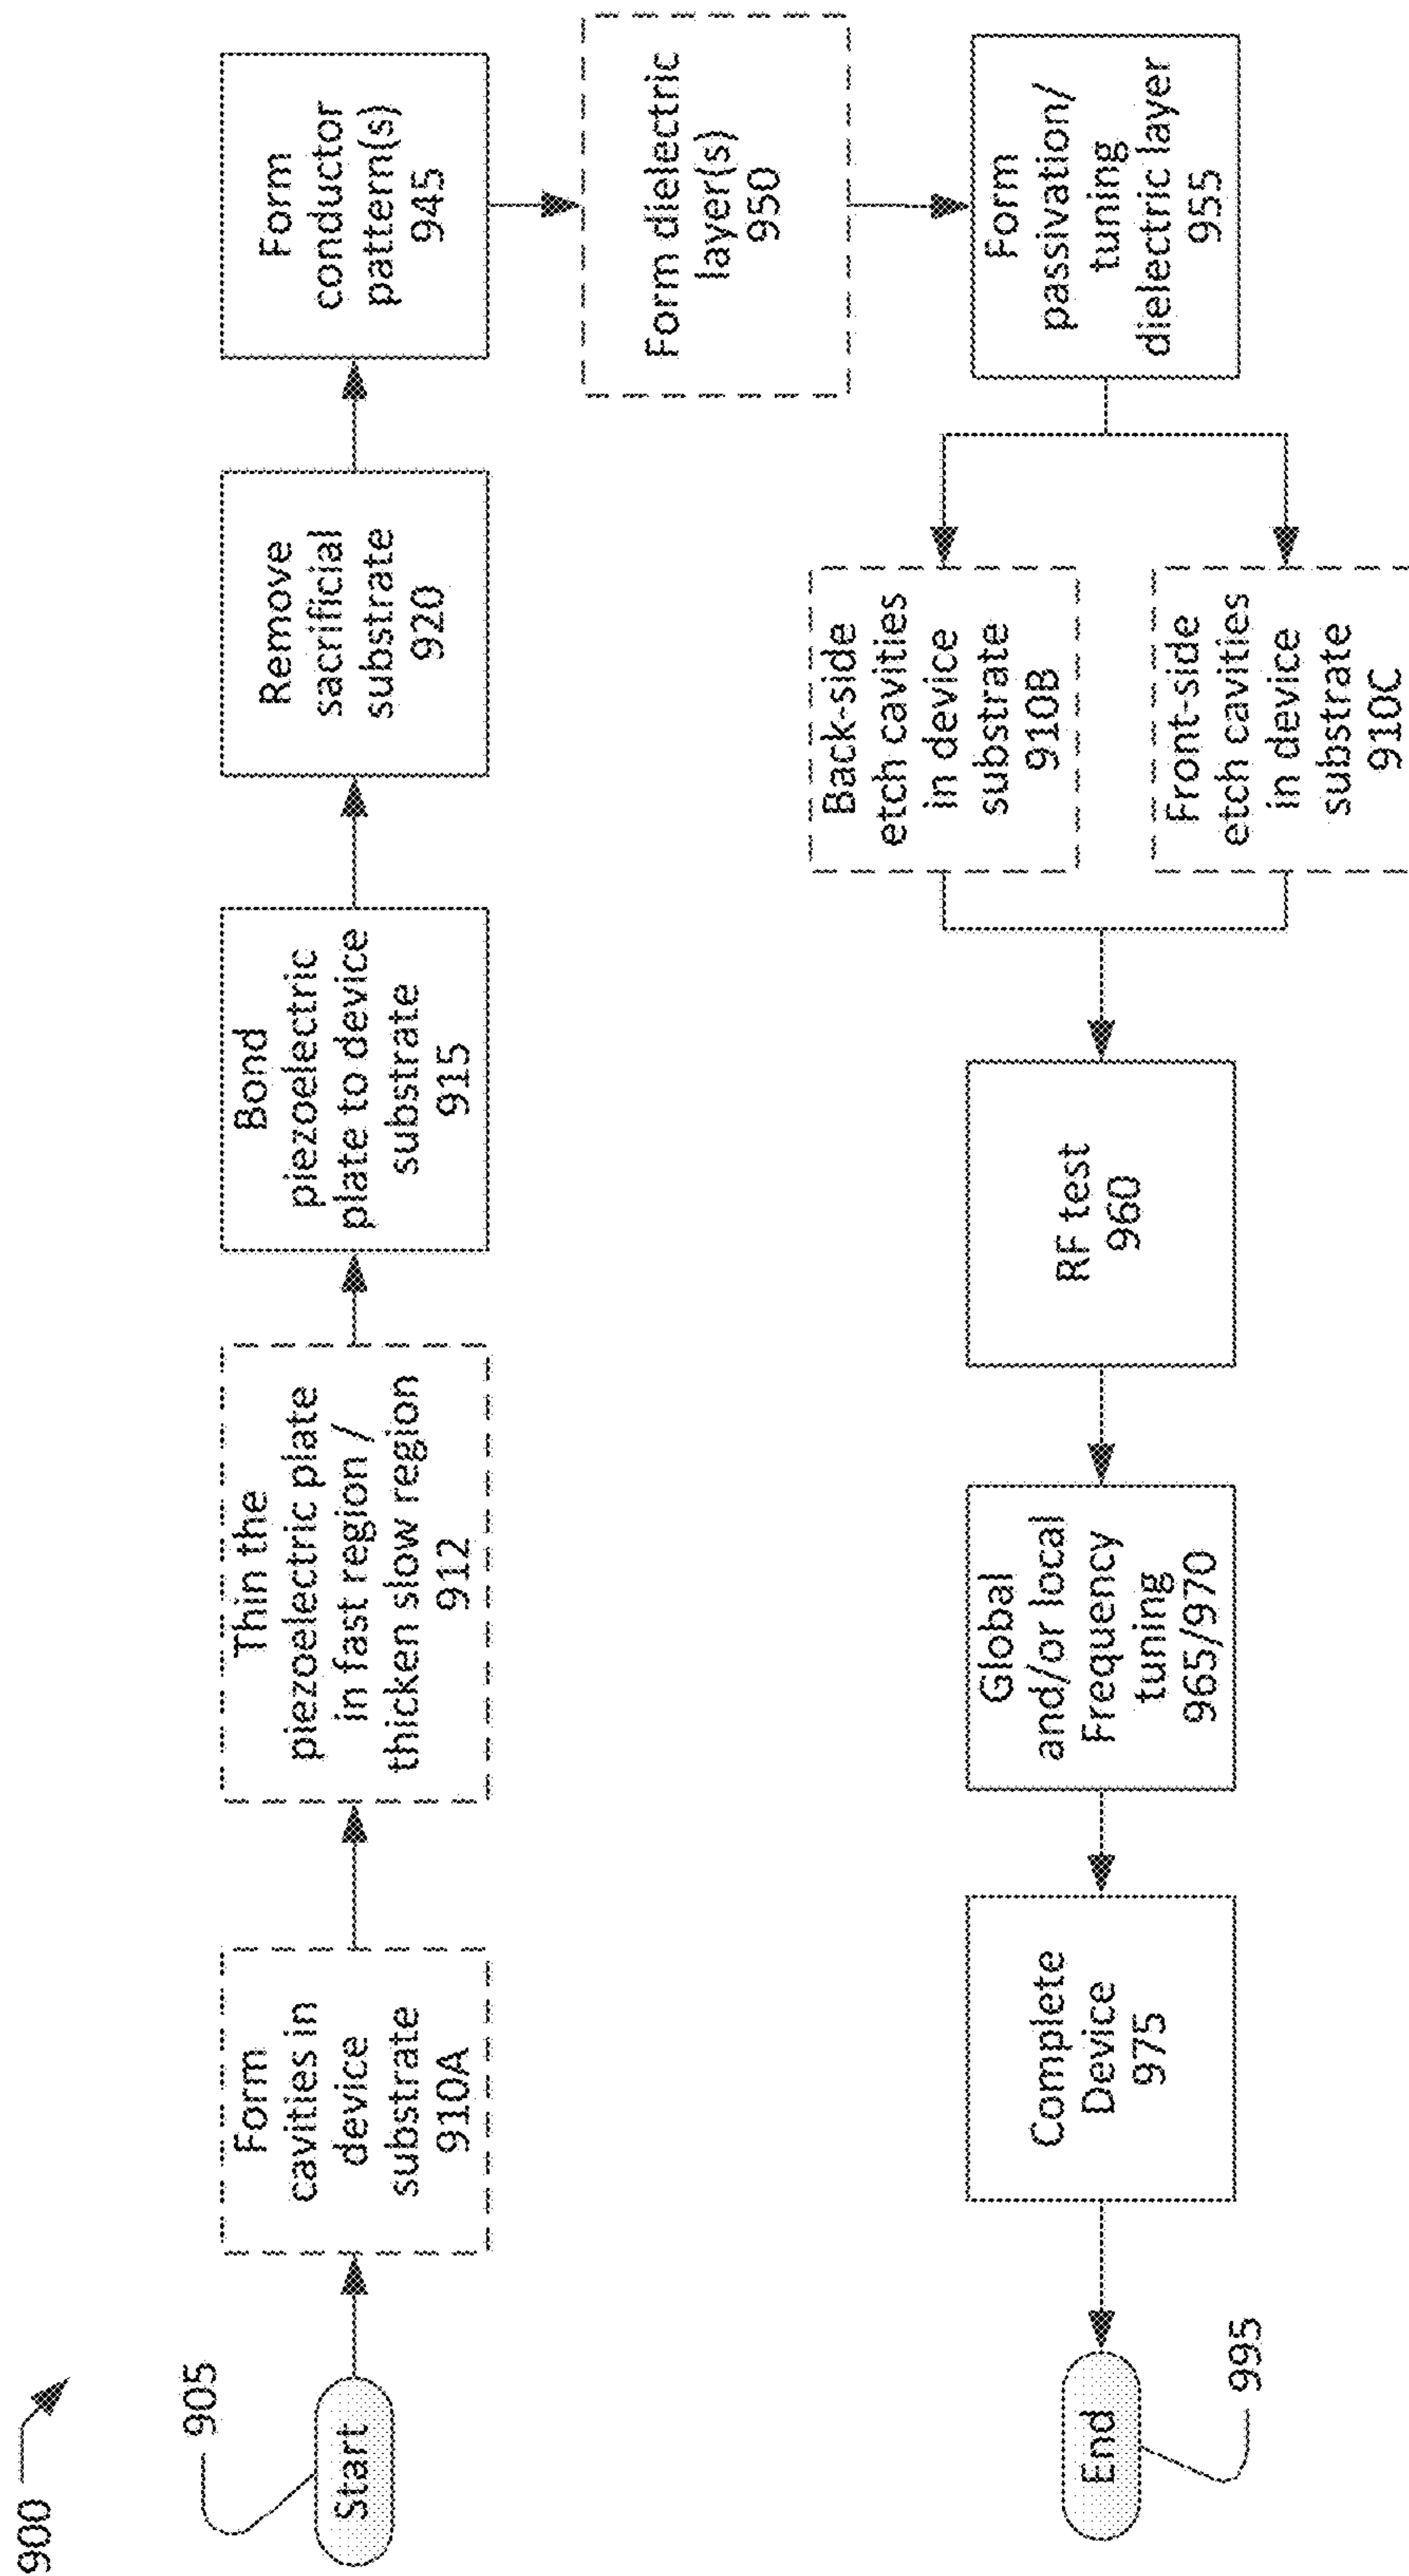 900
905
Start
Form
cavities in
device
substrate
910A
Thin the
piezoelectric plate
in fast region /
thicken slow region
912
Bond
piezoelectric
plate to device
substrate
915
Remove
sacrificial
substrate
920
Form
conductor
pattern(s)
945
Form dielectric
layer(s)
950
Form
passivation/
tuning
dielectric layer
955
Back-side
etch cavities
in device
substrate
910B
Front-side
etch cavities
in device
substrate
910C
RF test
960
Global
and/or local
Frequency
tuning
965/970
Complete
Device
975
End
995